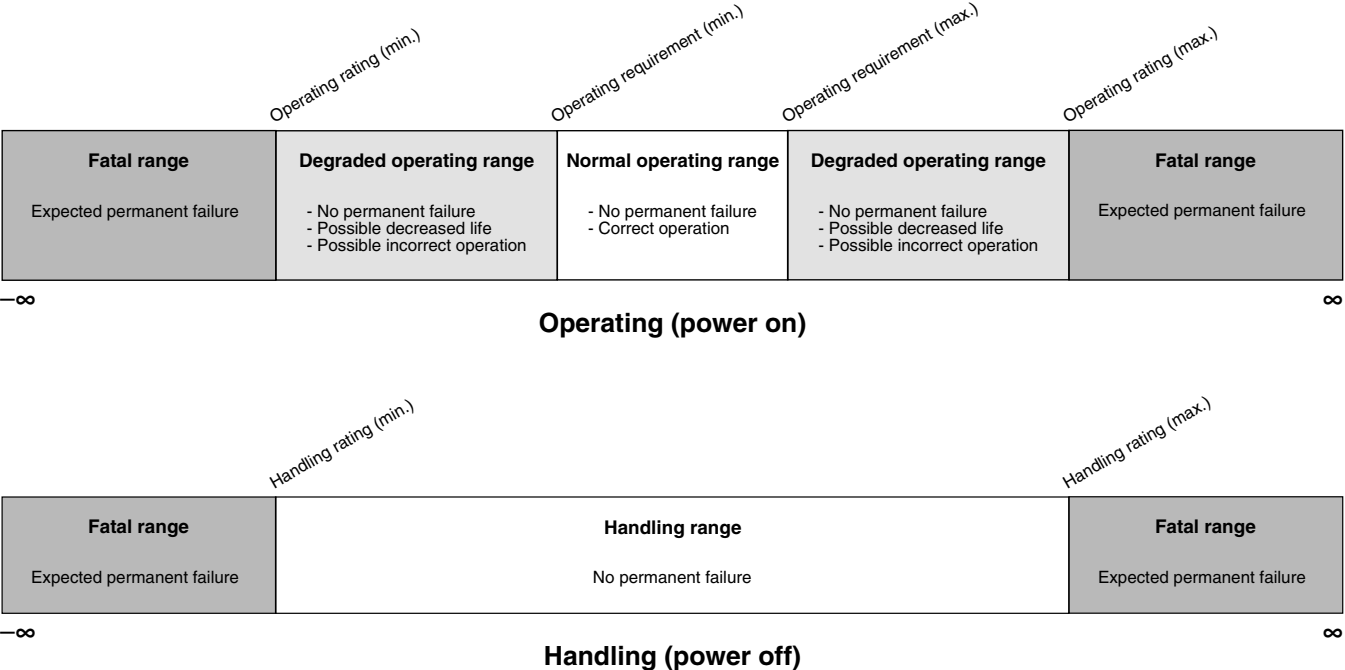 Operating rating (min.)
Operating requirement (min.)
Operating requirement (max.)
Operating rating (max.)
Fatal range
Expected permanent failure
Degraded operating range
- No permanent failure
- Possible decreased life
- Possible incorrect operation
Normal operating range
- No permanent failure
- Correct operation
Degraded operating range
- No permanent failure
- Possible decreased life
- Possible incorrect operation
Fatal range
Expected permanent failure
–∞
∞
Operating (power on)
Handling rating (min.)
Handling rating (max.)
Fatal range
Expected permanent failure
Handling range
No permanent failure
Fatal range
Expected permanent failure
–∞
∞
Handling (power off)